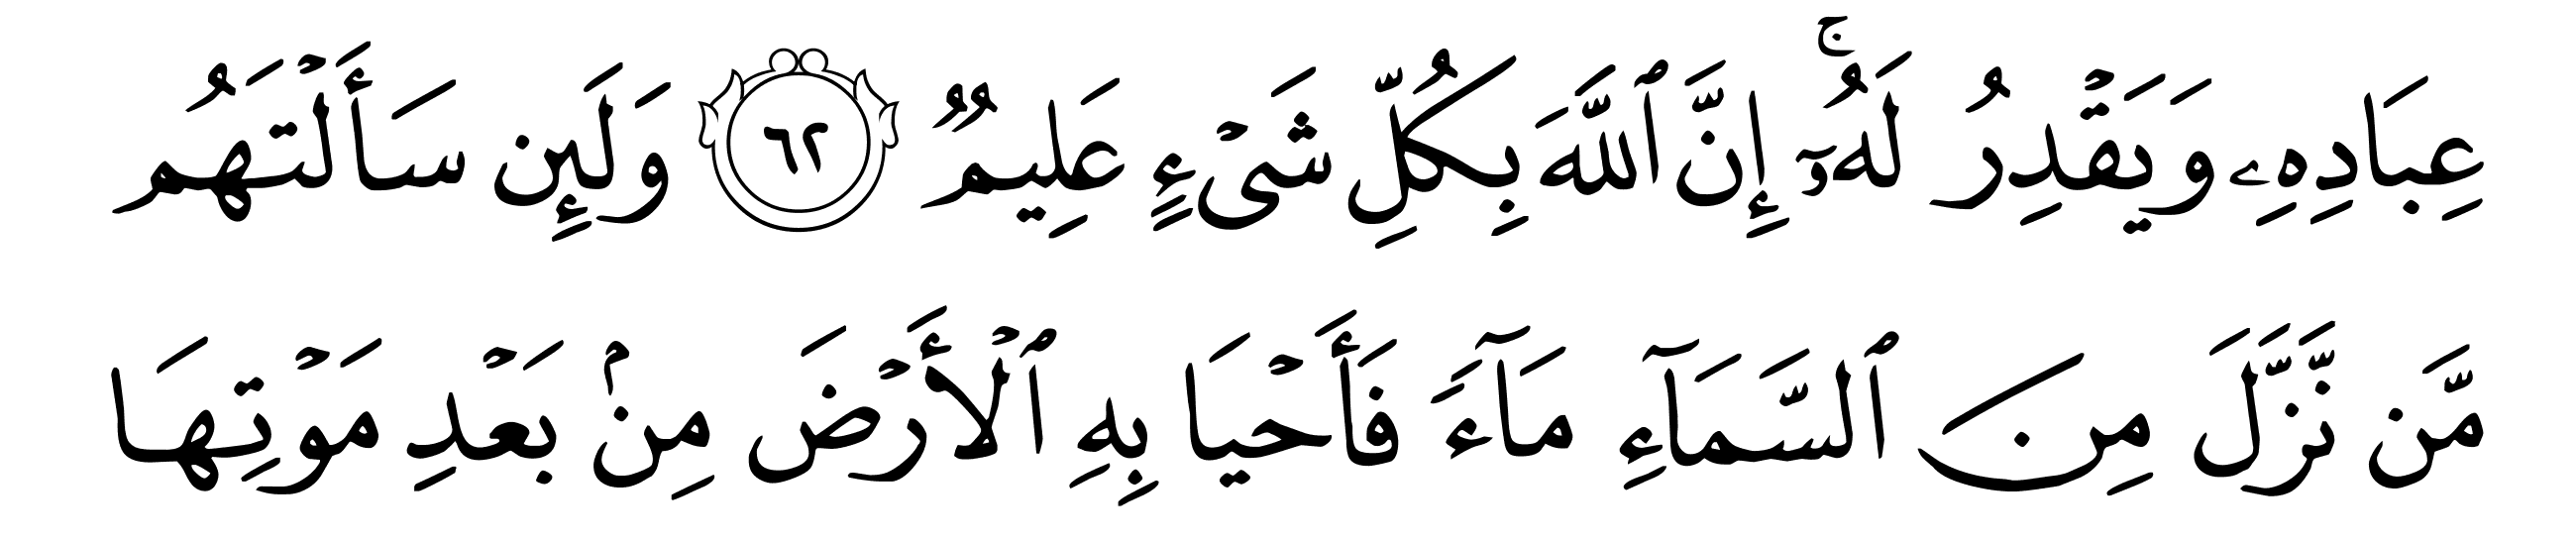 عِبَادِهِۦ وَيَقْدِرُ لَهُۥٓۚ إِنَّ ٱللَّهَ بِكُلِّ شَىْءٍ عَلِيمٌ ٦٢ وَلَئِن سَأَلْتَهُم
مَّن نَّزَّلَ مِنَ ٱلسَّمَآءِ مَآءً فَأَحْيَا بِهِ ٱلْأَرْضَ مِنۢ بَعْدِ مَوْتِهَا